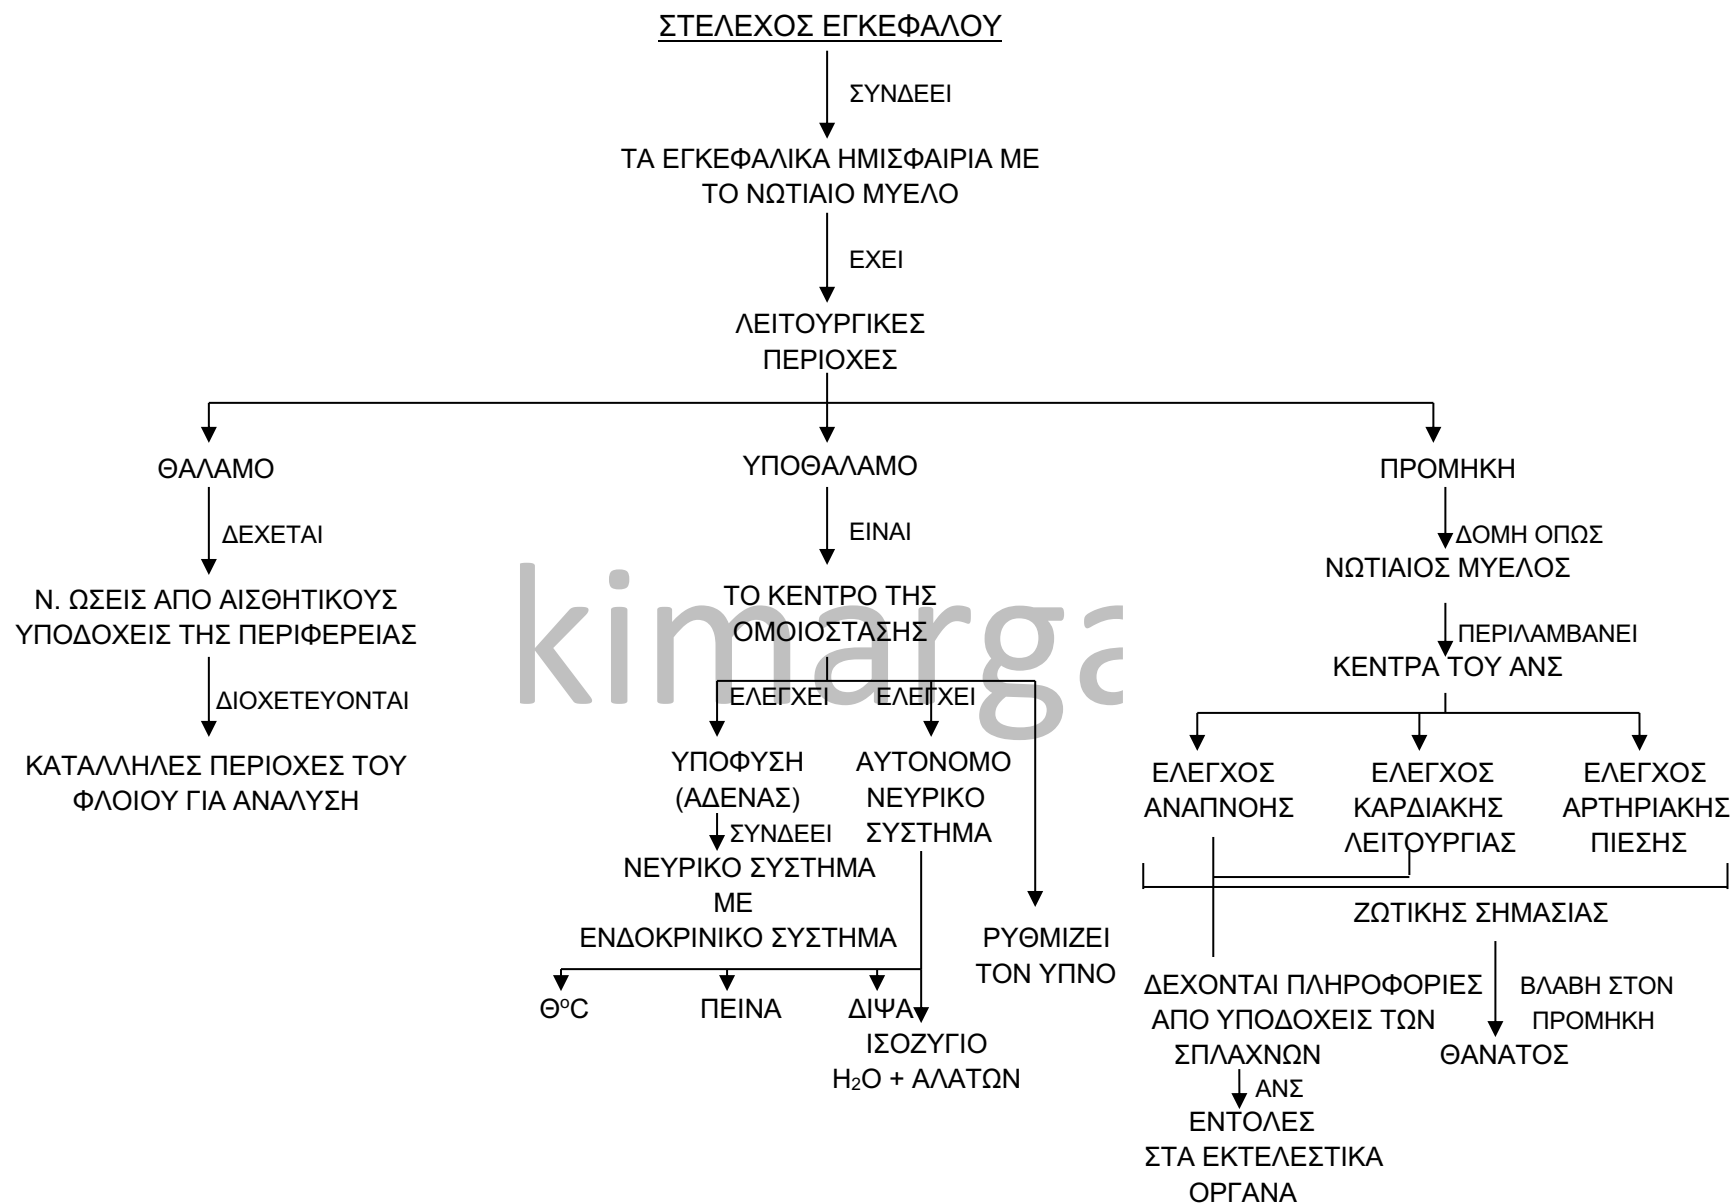 ΣΤΕΛΕΧΟΣ ΕΓΚΕΦΑΛΟΥ
ΣΥΝΔΕΕΙ
ΤΑ ΕΓΚΕΦΑΛΙΚΑ ΗΜΙΣΦΑΙΡΙΑ ΜΕ
ΤΟ ΝΩΤΙΑΙΟ ΜΥΕΛΟ
ΕΧΕΙ
ΛΕΙΤΟΥΡΓΙΚΕΣ
ΠΕΡΙΟΧΕΣ
ΘΑΛΑΜΟ
ΔΕΧΕΤΑΙ
Ν. ΩΣΕΙΣ ΑΠΟ ΑΙΣΘΗΤΙΚΟΥΣ
ΥΠΟΔΟΧΕΙΣ ΤΗΣ ΠΕΡΙΦΕΡΕΙΑΣ
ΔΙΟΧΕΤΕΥΟΝΤΑΙ
ΚΑΤΑΛΛΗΛΕΣ ΠΕΡΙΟΧΕΣ ΤΟΥ
ΦΛΟΙΟΥ ΓΙΑ ΑΝΑΛΥΣΗ
ΥΠΟΘΑΛΑΜΟ
ΕΙΝΑΙ
ΤΟ ΚΕΝΤΡΟ ΤΗΣ
ΟΜΟΙΟΣΤΑΣΗΣ
kimarga
ΕΛΕΓΧΕΙ
ΥΠΟΦΥΣΗ
(ΑΔΕΝΑΣ)
ΣΥΝΔΕΕΙ
ΝΕΥΡΙΚΟ ΣΥΣΤΗΜΑ
ΜΕ
ΕΝΔΟΚΡΙΝΙΚΟ ΣΥΣΤΗΜΑ
ΕΛΕΓΧΕΙ
ΑΥΤΟΝΟΜΟ
ΝΕΥΡΙΚΟ
ΣΥΣΤΗΜΑ
Θ⁰C
ΠΕΙΝΑ
ΔΙΨΑ
ΙΣΟΖΥΓΙΟ
H₂O + ΑΛΑΤΩΝ
ΡΥΘΜΙΖΕΙ
ΤΟΝ ΥΠΝΟ
ΠΡΟΜΗΚΗ
ΔΟΜΗ ΟΠΩΣ
ΝΩΤΙΑΙΟΣ ΜΥΕΛΟΣ
ΠΕΡΙΛΑΜΒΑΝΕΙ
ΚΕΝΤΡΑ ΤΟΥ ΑΝΣ
ΕΛΕΓΧΟΣ
ΑΝΑΠΝΟΗΣ
ΕΛΕΓΧΟΣ
ΚΑΡΔΙΑΚΗΣ
ΛΕΙΤΟΥΡΓΙΑΣ
ΕΛΕΓΧΟΣ
ΑΡΤΗΡΙΑΚΗΣ
ΠΙΕΣΗΣ
ΖΩΤΙΚΗΣ ΣΗΜΑΣΙΑΣ
ΔΕΧΟΝΤΑΙ ΠΛΗΡΟΦΟΡΙΕΣ
ΑΠΟ ΥΠΟΔΟΧΕΙΣ ΤΩΝ
ΣΠΛΑΧΝΩΝ
ΑΝΣ
ΕΝΤΟΛΕΣ
ΣΤΑ ΕΚΤΕΛΕΣΤΙΚΑ
ΟΡΓΑΝΑ
ΒΛΑΒΗ ΣΤΟΝ
ΠΡΟΜΗΚΗ
ΘΑΝΑΤΟΣ